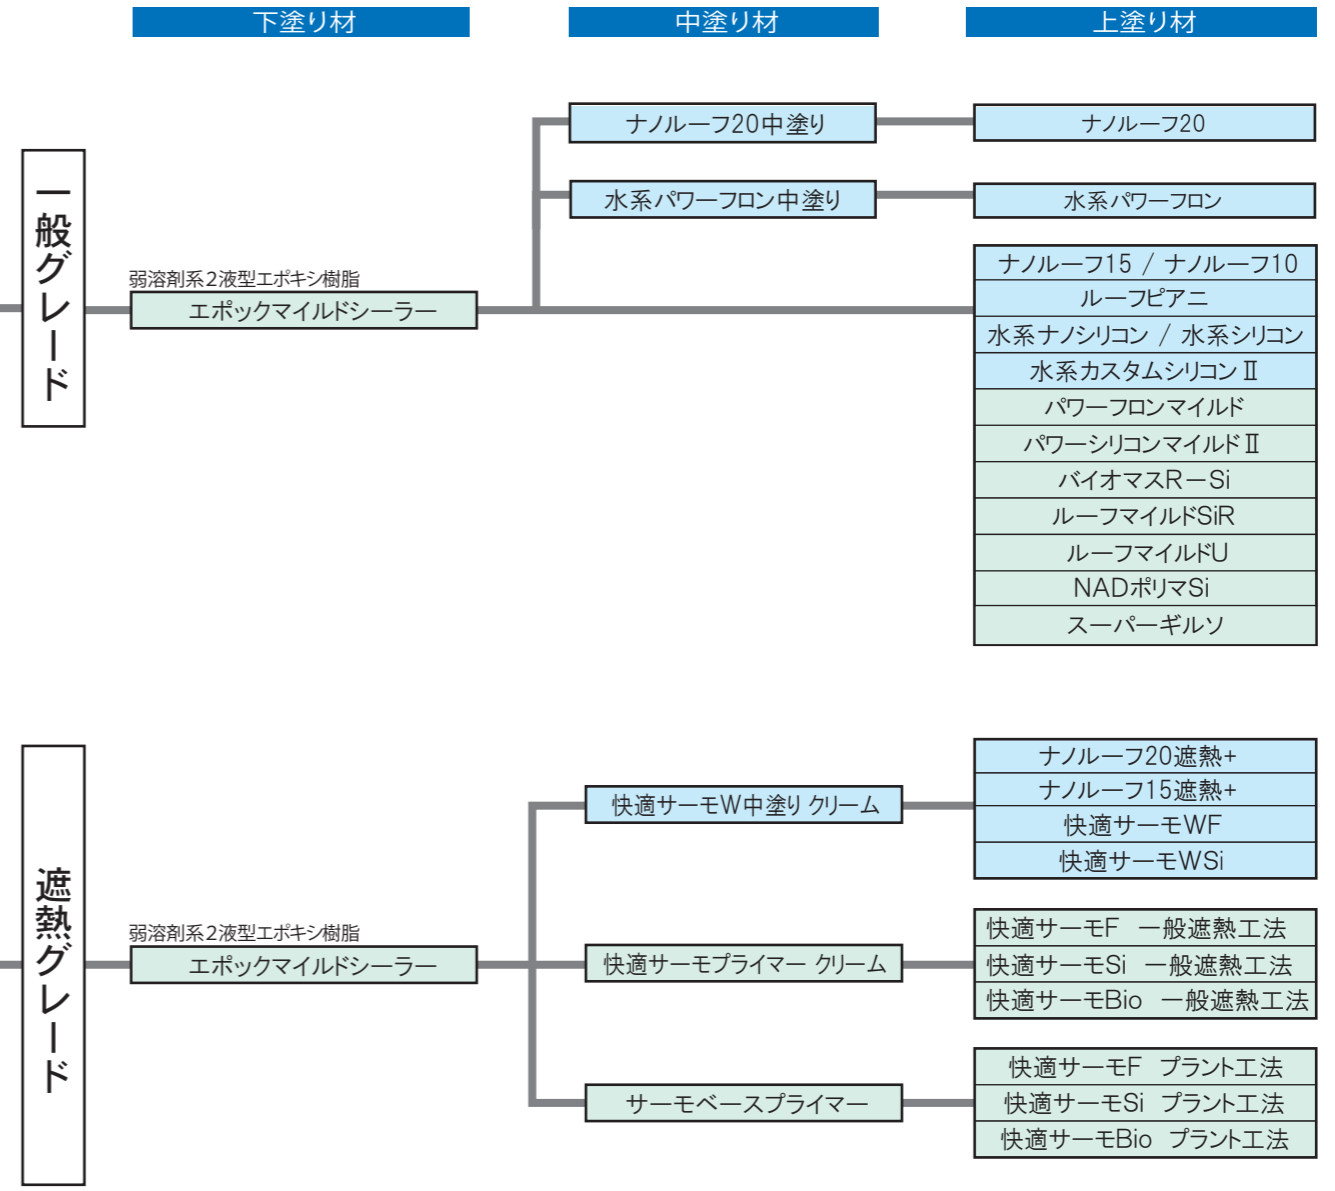 下塗り材
中塗り材
上塗り材
一般グレード
弱溶剤系２液型エポキシ樹脂
エポックマイルドシーラー
ナノルーフ20中塗り
ナノルーフ20
水系パワーフロン中塗り
水系パワーフロン
ナノルーフ15 / ナノルーフ10
ルーフピアニ
水系ナノシリコン / 水系シリコン
水系カスタムシリコンⅡ
パワーフロンマイルド
パワーシリコンマイルドⅡ
バイオマスR－Si
ルーフマイルドSiR
ルーフマイルドU
NADポリマSi
スーパーギルソ
遮熱グレード
弱溶剤系２液型エポキシ樹脂
エポックマイルドシーラー
快適サーモW中塗り クリーム
ナノルーフ20遮熱+
ナノルーフ15遮熱+
快適サーモWF
快適サーモWSi
快適サーモプライマー クリーム
快適サーモF　一般遮熱工法
快適サーモSi　一般遮熱工法
快適サーモBio　一般遮熱工法
サーモベースプライマー
快適サーモF　プラント工法
快適サーモSi　プラント工法
快適サーモBio　プラント工法